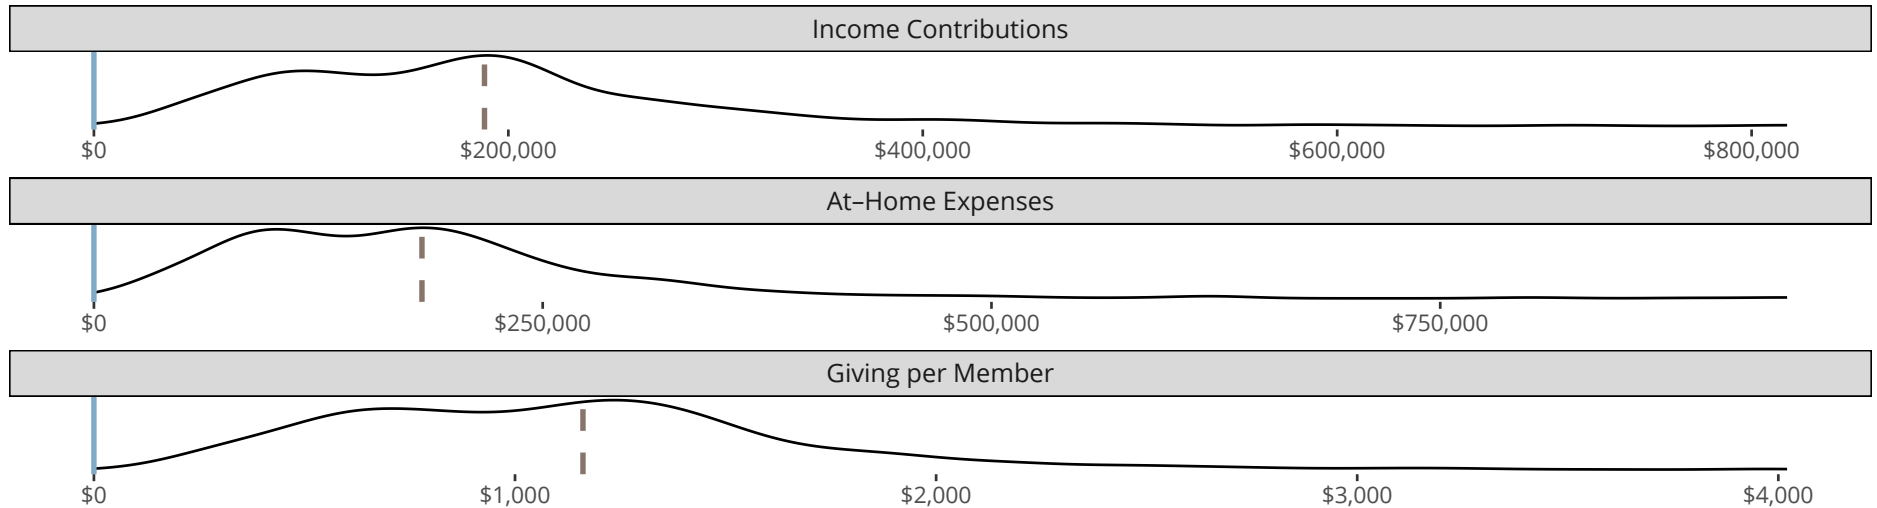 Income Contributions
$0 $200,000 $400,000 $600,000 $800,000
At–Home Expenses
$0 $250,000 $500,000 $750,000
Giving per Member
$0 $1,000 $2,000 $3,000 $4,000